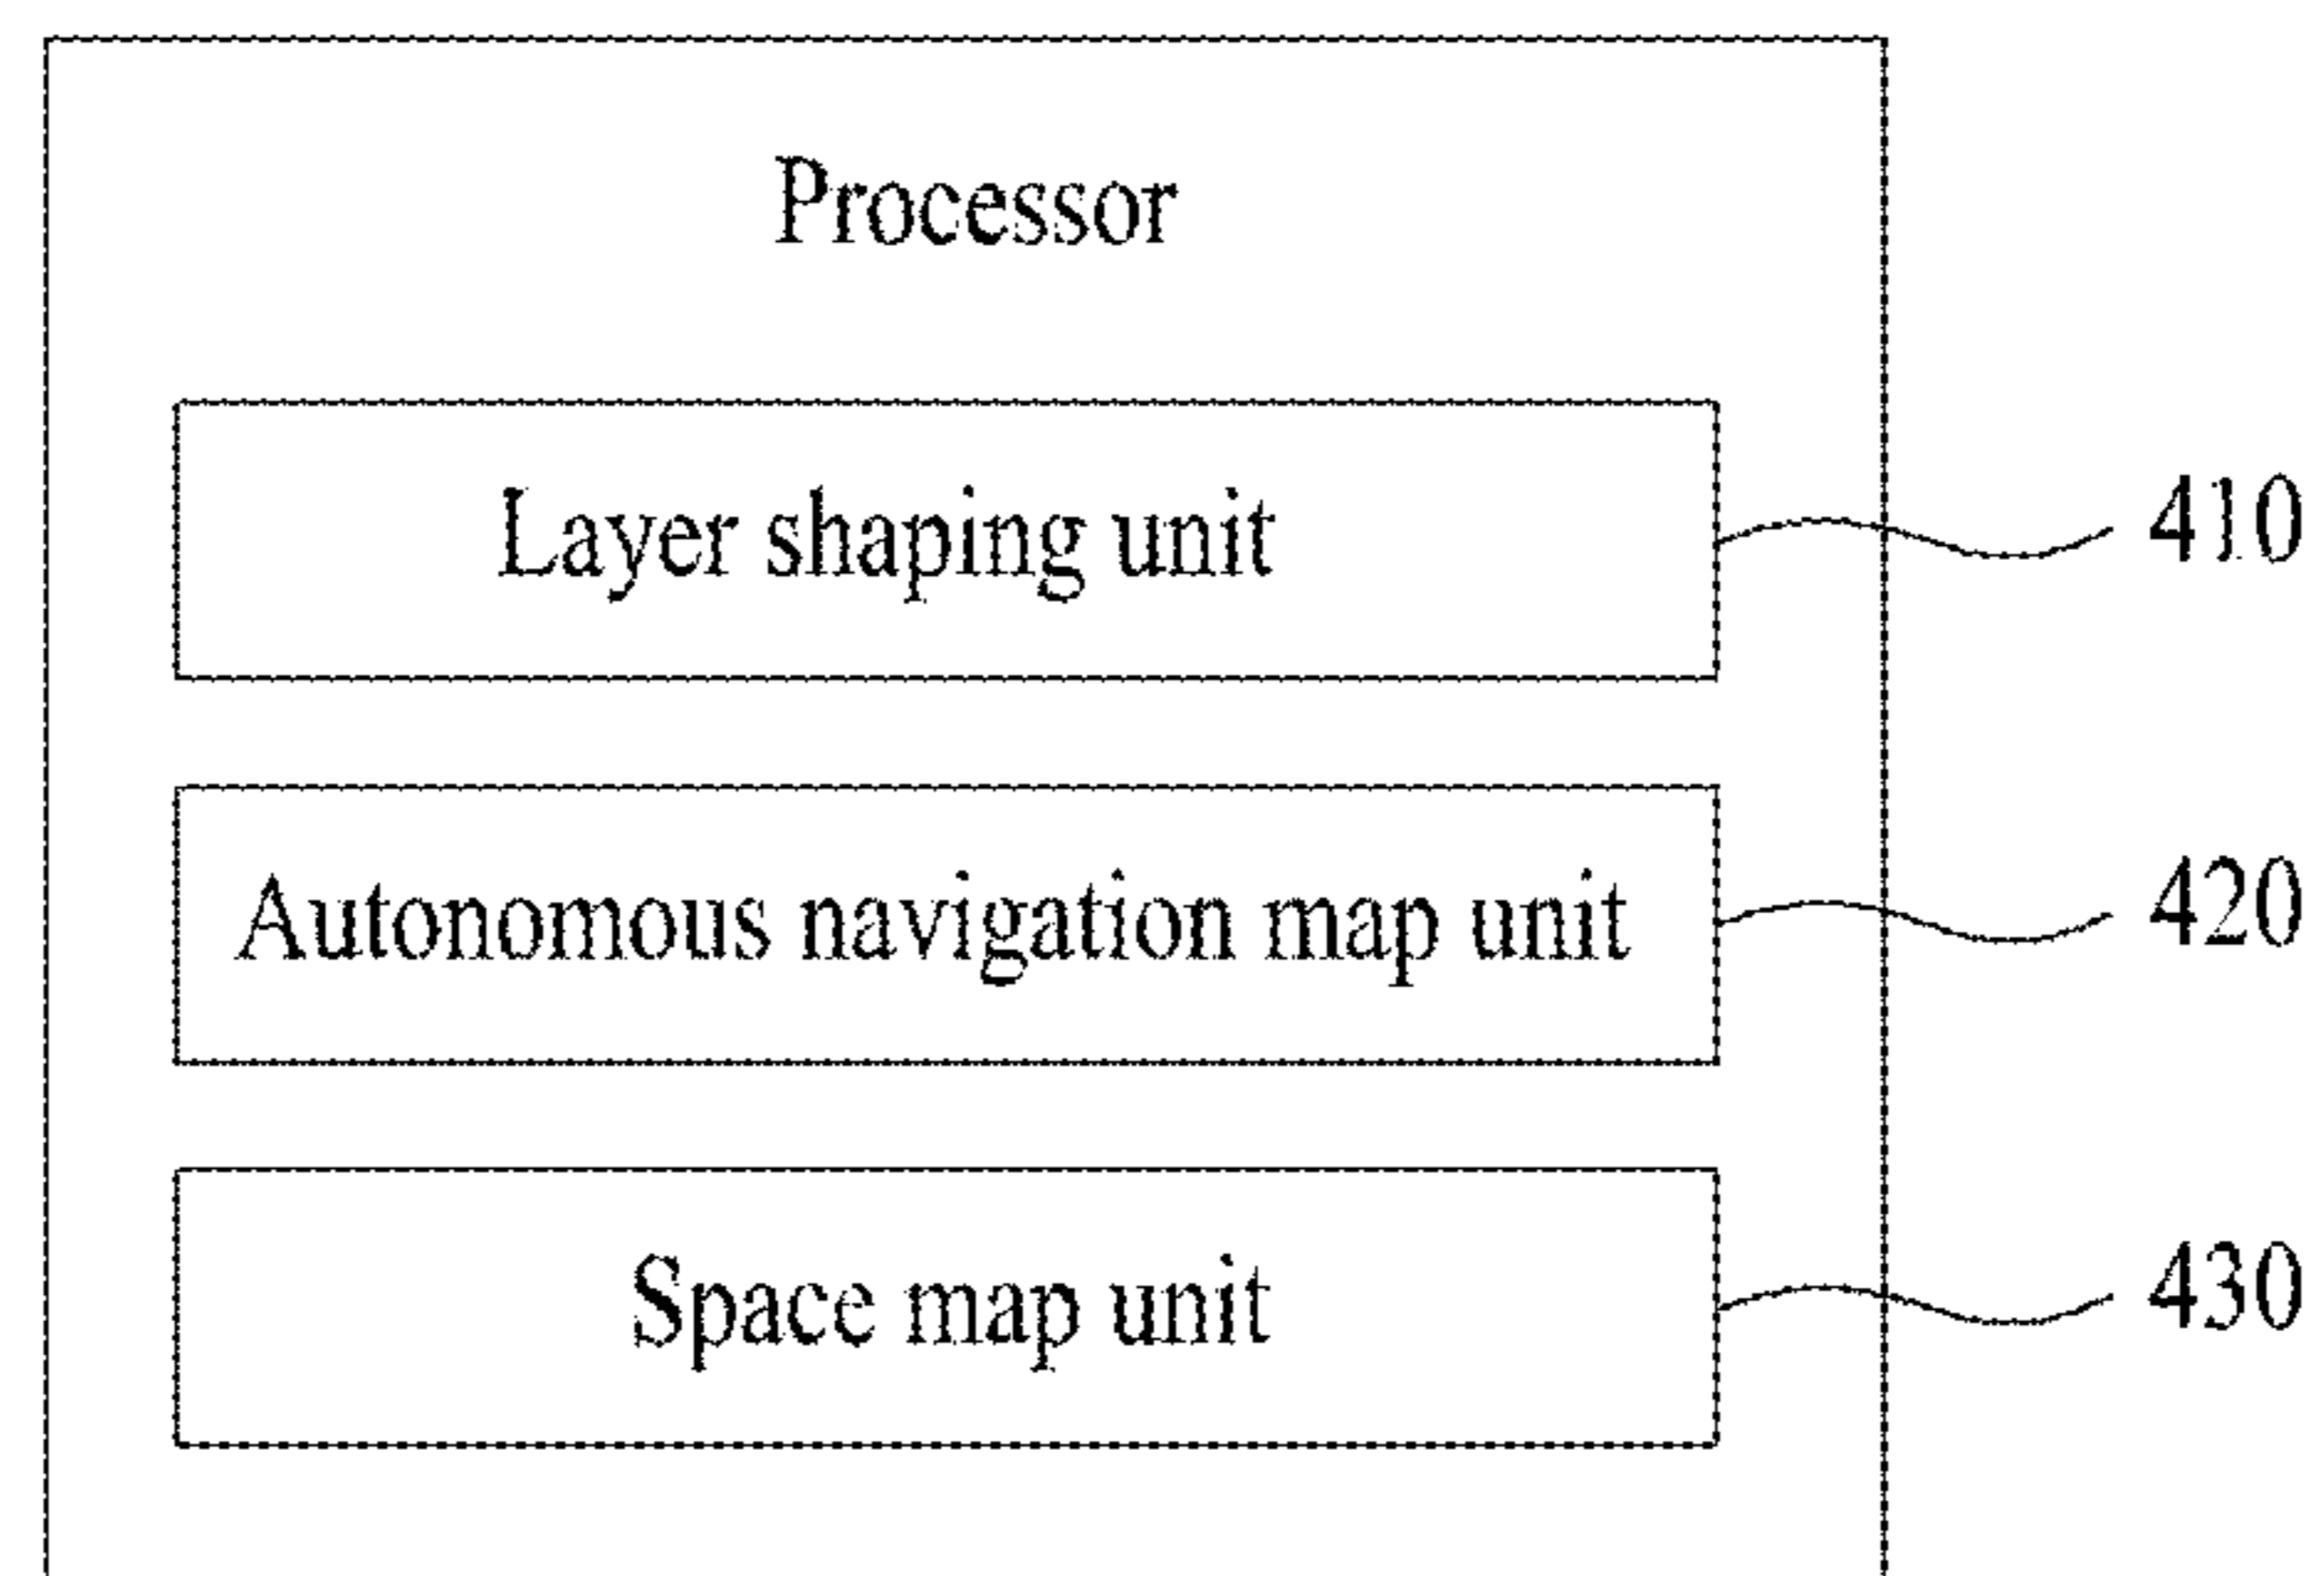 Processor
Layer shaping unit 410
Autonomous navigation map unit 420
Space map unit 430